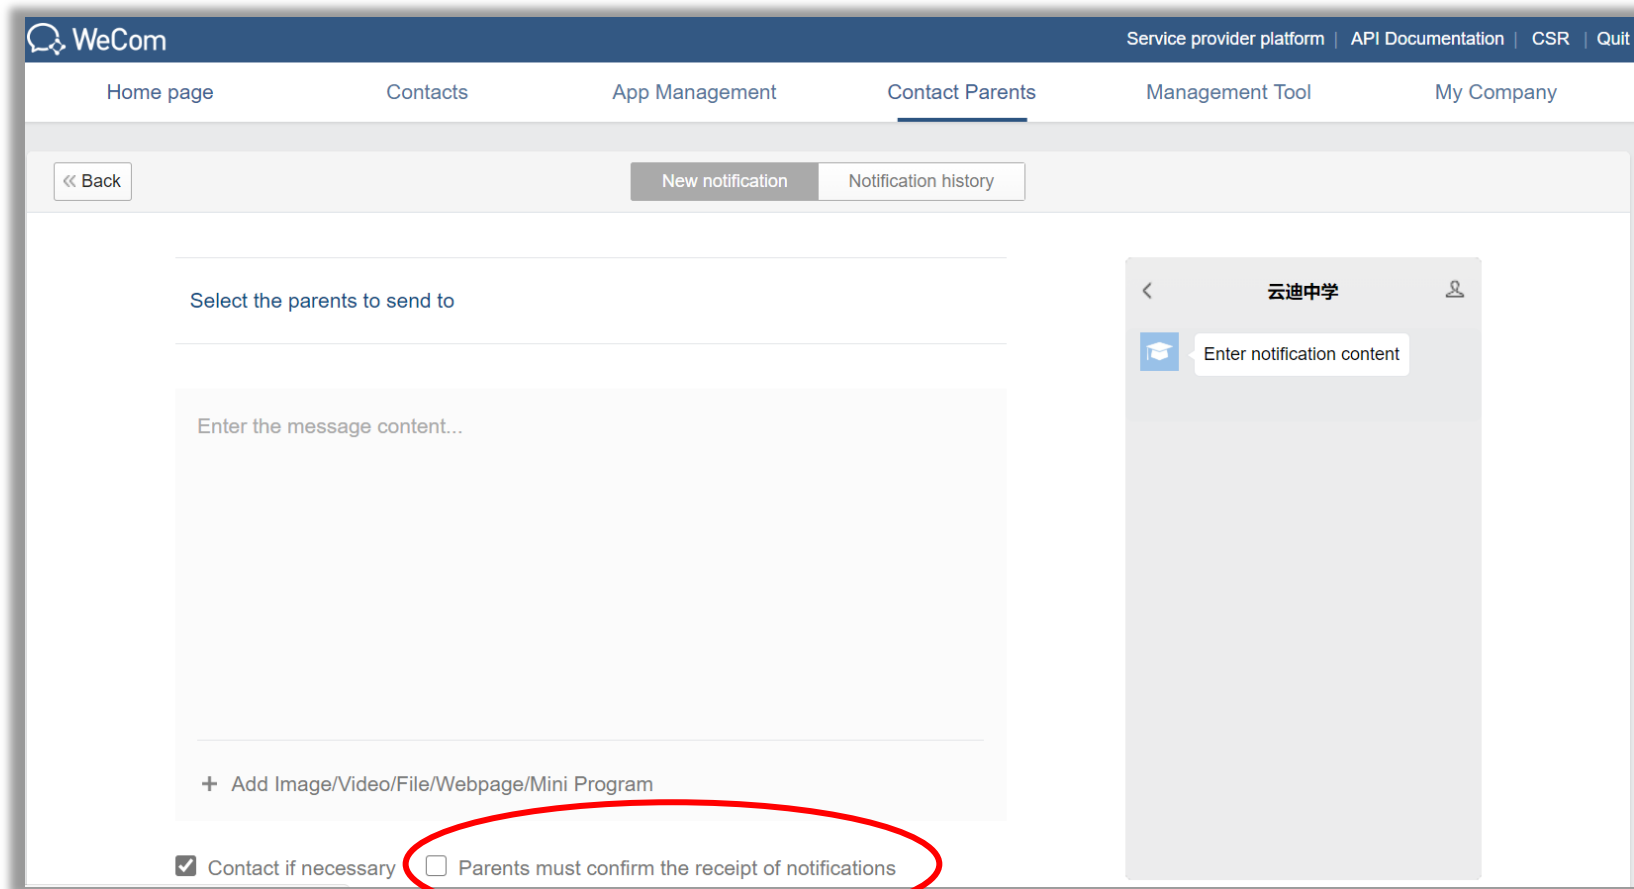 WeCom
Service provider platform | API Documentation | CSR | Quit
Home page Contacts App Management Contact Parents Management Tool My Company
Back
New notification Notification history
Select the parents to send to
云迪中学
Enter notification content
Enter the message content...
+ Add Image/Video/File/Webpage/Mini Program
Contact if necessary Parents must confirm the receipt of notifications